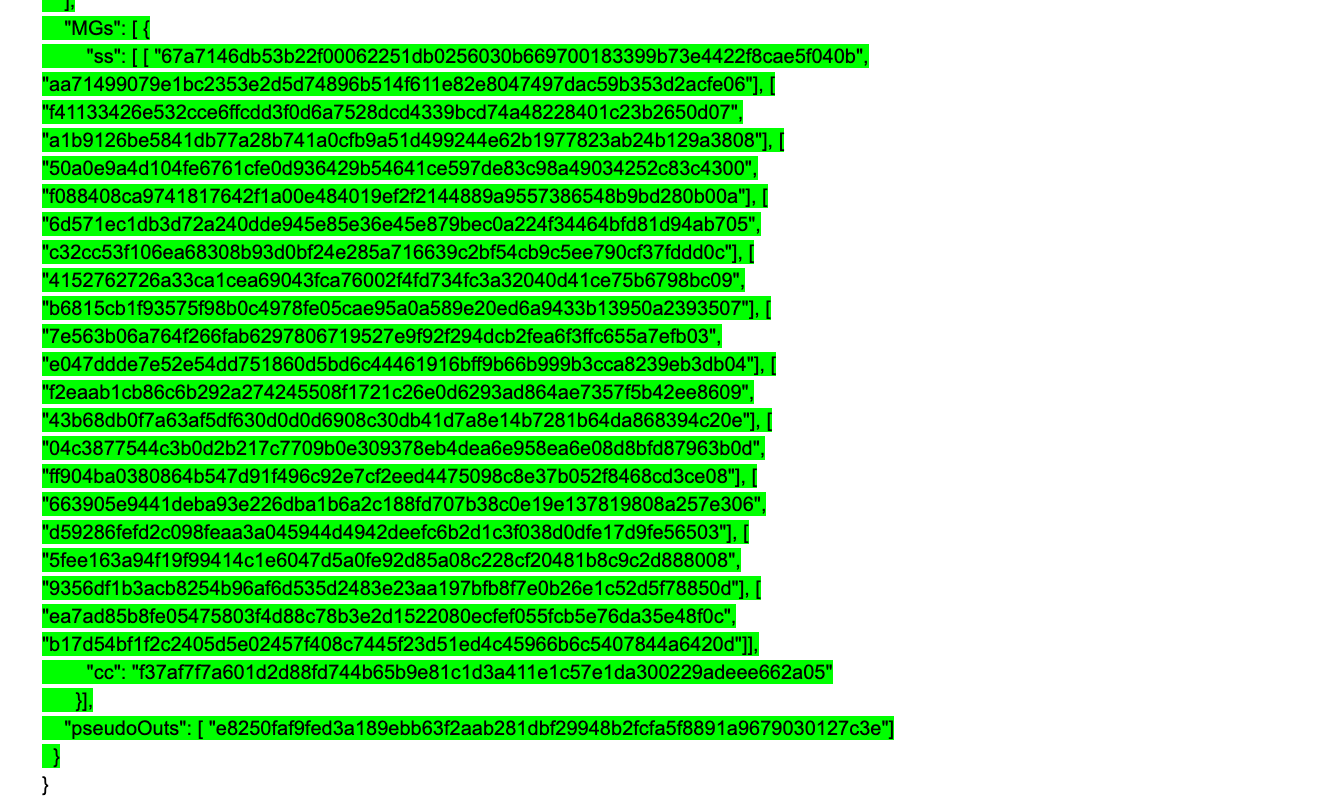 ],
"MGs": [ {
"ss": [ [ "67a7146db53b22f00062251db0256030b669700183399b73e4422f8cae5f040b",
"aa71499079e1bc2353e2d5d74896b514f611e82e8047497dac59b353d2acfe06"], [
"f41133426e532cce6ffcdd3f0d6a7528dcd4339bcd74a48228401c23b2650d07",
"a1b9126be5841db77a28b741a0cfb9a51d499244e62b1977823ab24b129a3808"], [
"50a0e9a4d104fe6761cfe0d936429b54641ce597de83c98a49034252c83c4300",
"f088408ca9741817642f1a00e484019ef2f2144889a9557386548b9bd280b00a"], [
"6d571ec1db3d72a240dde945e85e36e45e879bec0a224f34464bfd81d94ab705",
"c32cc53f106ea68308b93d0bf24e285a716639c2bf54cb9c5ee790cf37fddd0c"], [
"4152762726a33ca1cea69043fca76002f4fd734fc3a32040d41ce75b6798bc09",
"b6815cb1f93575f98b0c4978fe05cae95a0a589e20ed6a9433b13950a2393507"], [
"7e563b06a764f266fab6297806719527e9f92f294dcb2fea6f3ffc655a7efb03",
"e047ddde7e52e54dd751860d5bd6c44461916bff9b66b999b3cca8239eb3db04"], [
"f2eaab1cb86c6b292a274245508f1721c26e0d6293ad864ae7357f5b42ee8609",
"43b68db0f7a63af5df630d0d0d6908c30db41d7a8e14b7281b64da868394c20e"], [
"04c3877544c3b0d2b217c7709b0e309378eb4dea6e958ea6e08d8bfd87963b0d",
"ff904ba0380864b547d91f496c92e7cf2eed4475098c8e37b052f8468cd3ce08"], [
"663905e9441deba93e226dba1b6a2c188fd707b38c0e19e137819808a257e306",
"d59286fefd2c098feaa3a045944d4942deefc6b2d1c3f038d0dfe17d9fe56503"], [
"5fee163a94f19f99414c1e6047d5a0fe92d85a08c228cf20481b8c9c2d888008",
"9356df1b3acb8254b96af6d535d2483e23aa197bfb8f7e0b26e1c52d5f78850d"], [
"ea7ad85b8fe05475803f4d88c78b3e2d1522080ecfef055fcb5e76da35e48f0c",
"b17d54bf1f2c2405d5e02457f408c7445f23d51ed4c45966b6c5407844a6420d"]],
"cc": "f37af7f7a601d2d88fd744b65b9e81c1d3a411e1c57e1da300229adeee662a05"
}],
"pseudoOuts": [ "e8250faf9fed3a189ebb63f2aab281dbf29948b2fcfa5f8891a9679030127c3e"]
}
}